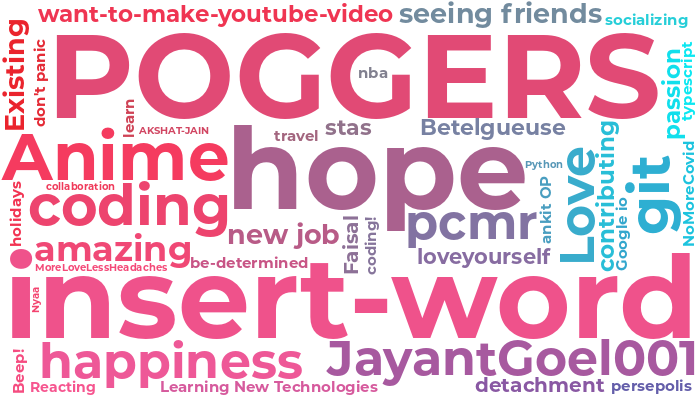 want-to-make-youtube-video
seeing friends
socializing
Existing
don't panic
POGGERS
nba
passion
typescript
learn
AKSHAT-JAIN
travel
stas
Betelgueuse
Anime
hope
Python
Love
contributing
git
NoMoreCovid
collaboration
holidays
coding
new job
Faisal
coding!
pcmr
ankit OP
Google io
amazing
MoreLoveLessHeadaches
be-determined
loveyourself
Nyaa
insert-word
Beep!
happiness
JayantGoel001
Reacting
Learning New Technologies
detachment
persepolis